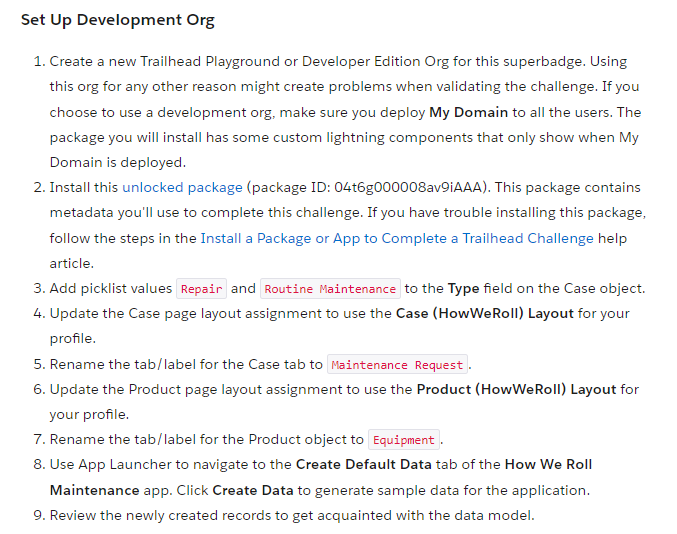 Set Up Development Org
1. Create a new Trailhead Playground or Developer Edition Org for this superbadge. Using
this org for any other reason might create problems when validating the challenge. If you
choose to use a development org, make sure you deploy My Domain to all the users. The
package you will install has some custom lightning components that only show when My
Domain is deployed.
2. Install this unlocked package (package ID: 04t6g000008av9iAAA). This package contains
metadata you'll use to complete this challenge. If you have trouble installing this package,
follow the steps in the Install a Package or App to Complete a Trailhead Challenge help
article.
3. Add picklist values Repair and Routine Maintenance to the Type field on the Case object.
4. Update the Case page layout assignment to use the Case (HowWeRoll) Layout for your
profile.
5. Rename the tab/label for the Case tab to Maintenance Request.
6. Update the Product page layout assignment to use the Product (HowWeRoll) Layout for
your profile.
7. Rename the tab/label for the Product object to Equipment.
8. Use App Launcher to navigate to the Create Default Data tab of the How We Roll
Maintenance app. Click Create Data to generate sample data for the application.
9. Review the newly created records to get acquainted with the data model.